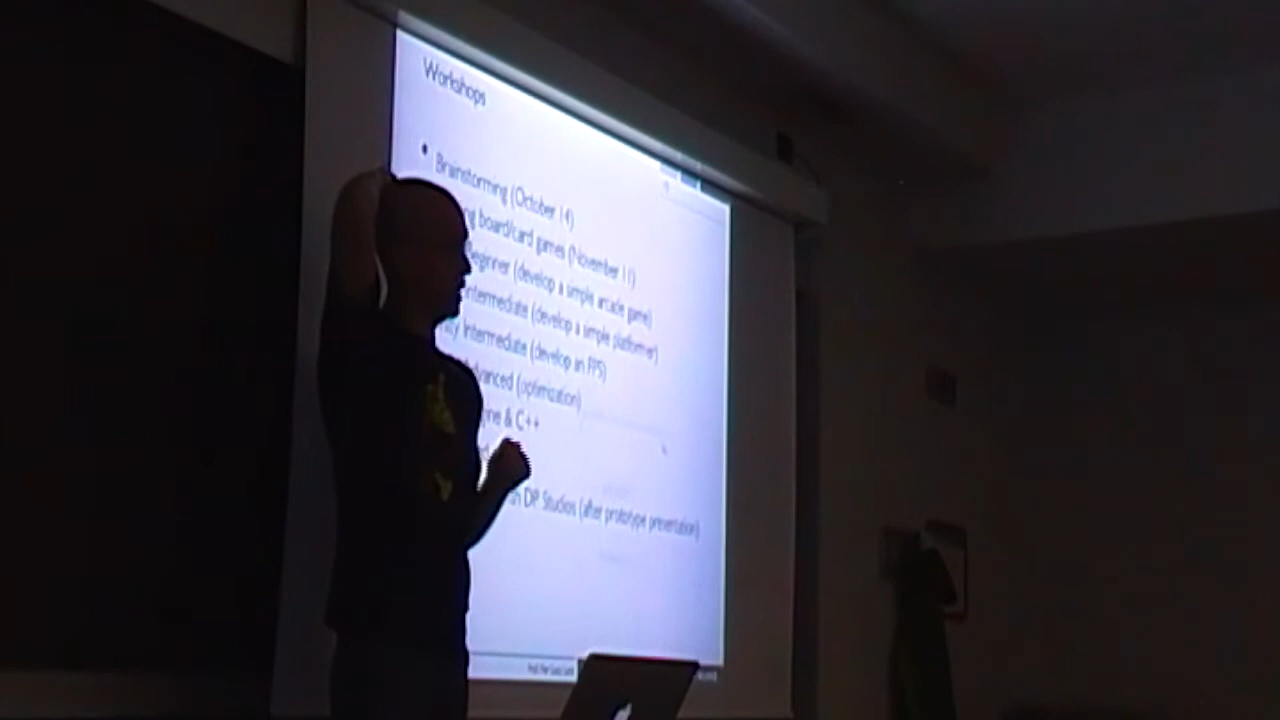 Workshops
• Brainstorming (October 14)
board/card games (November 11)
Beginner (develop a simple arcade game)
Intermediate (develop a simple platformer)
Intermediate (develop an FPS)
Advanced (optimization)
& C++
DP Studios (after prototype presentation)